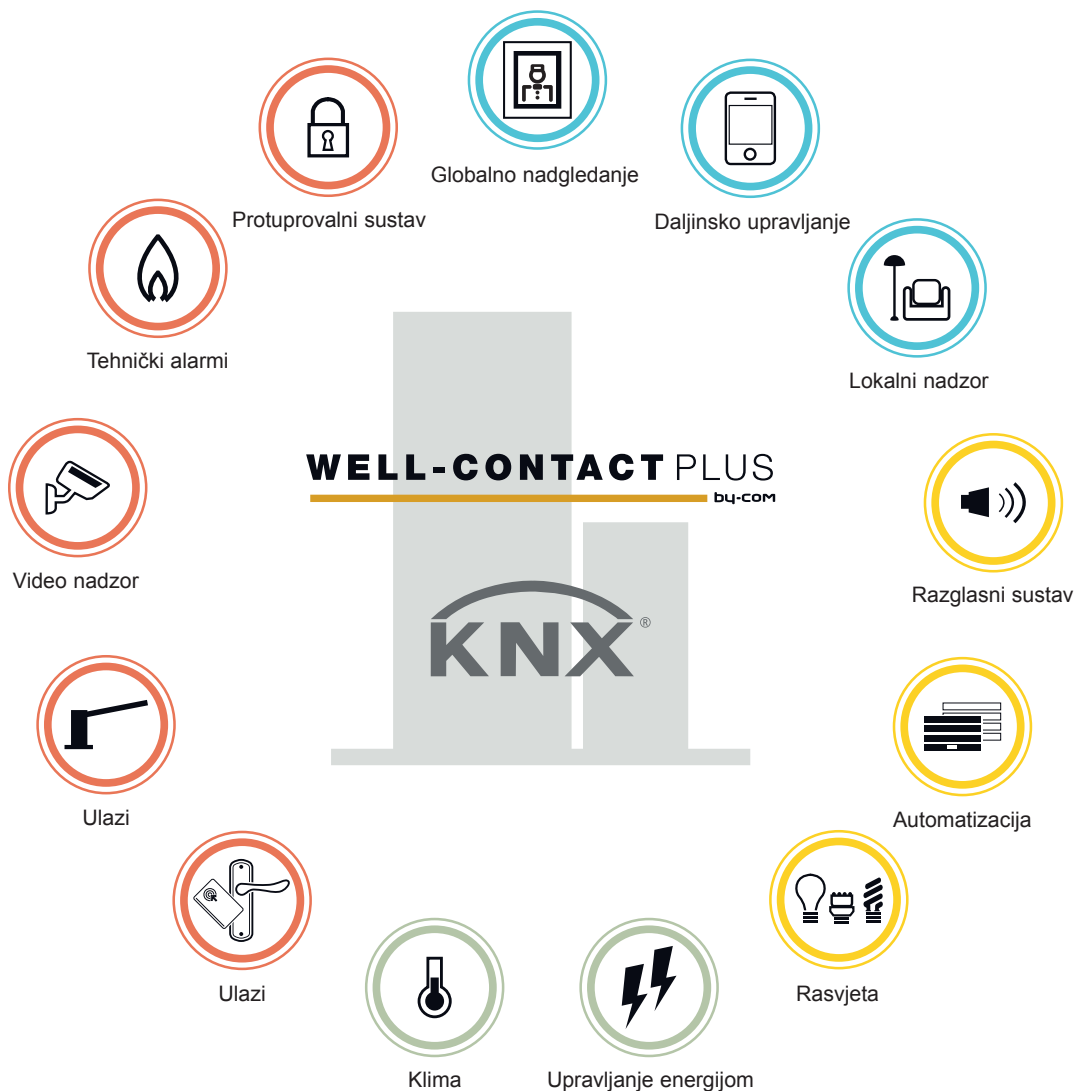 Globalno nadgledanje
Protuprovalni sustav
Daljinsko upravljanje
Tehnički alarmi
Lokalni nadzor
WELL-CONTACT PLUS
by-com
Video nadzor
Razglasni sustav
KNX®
Ulazi
Automatizacija
Ulazi
Rasvjeta
Klima
Upravljanje energijom